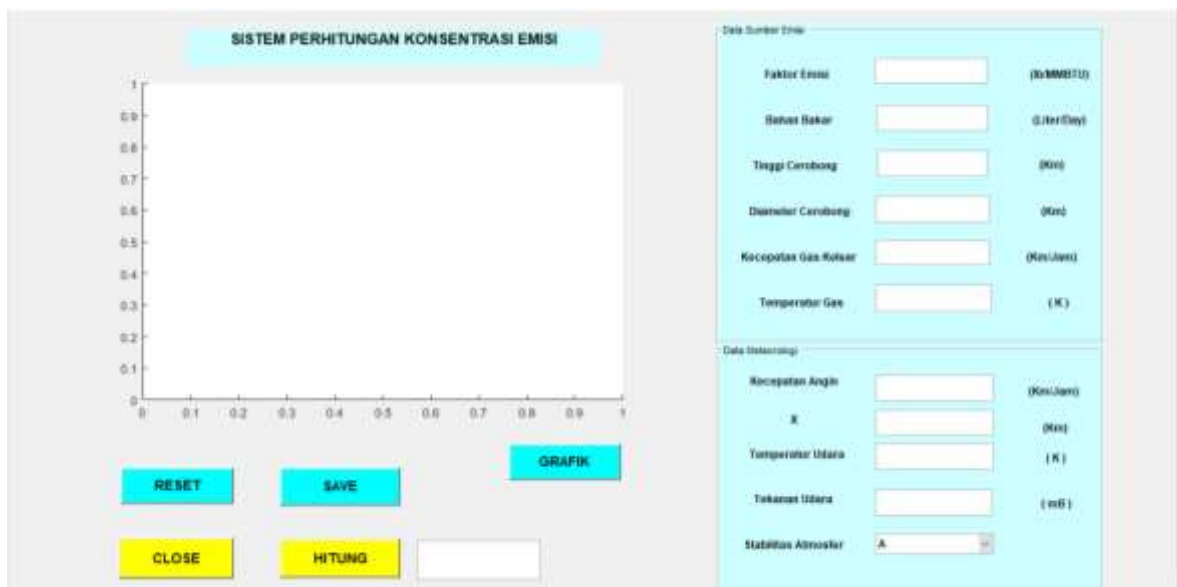 SISTEM PERHITUNGAN KONSENTRASI EMISI
1
0.9
0.8
0.7
0.6
0.5
0.4
0.3
0.2
0.1
0
0 0.1 0.2 0.3 0.4 0.5 0.6 0.7 0.8 0.9 1
GRAFIK
RESET SAVE
CLOSE HITUNG
Data Sumber Emisi
Faktor Emisi (lb/MMBTU)
Bahan Bakar (Liter/Day)
Tinggi Cerobong (Km)
Diameter Cerobong (Km)
Kecepatan Gas Keluar (Km/Jam)
Temperatur Gas ( K )
Data Meteorologi
Kecepatan Angin (Km/Jam)
X (Km)
Temperatur Udara ( K )
Tekanan Udara ( mB )
Stabilitas Atmosfer A